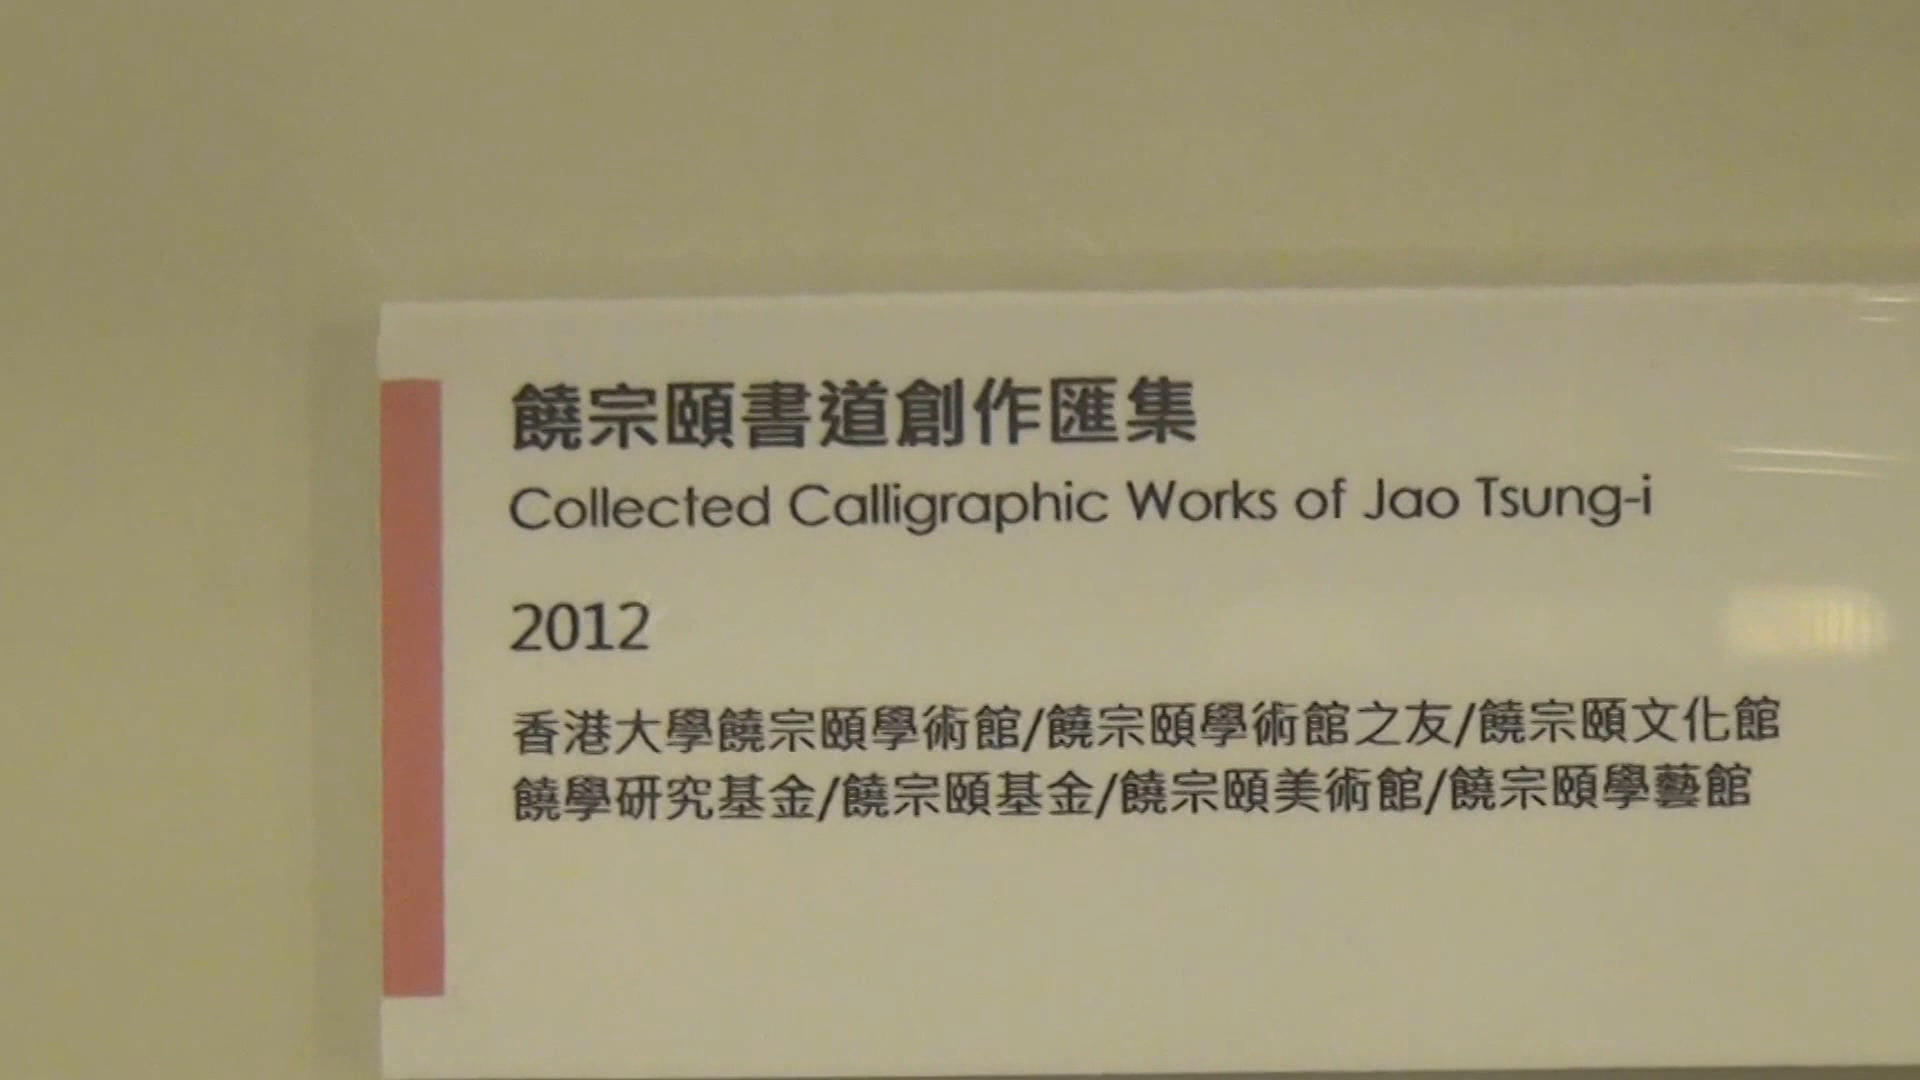 饒宗頤書道創作匯集
Collected Calligraphic Works of Jao Tsung-i
2012
香港大學饒宗頤學術館/饒宗頤學術館之友/饒宗頤文化館
饒學研究基金/饒宗頤基金/饒宗頤美術館/饒宗頤學藝館